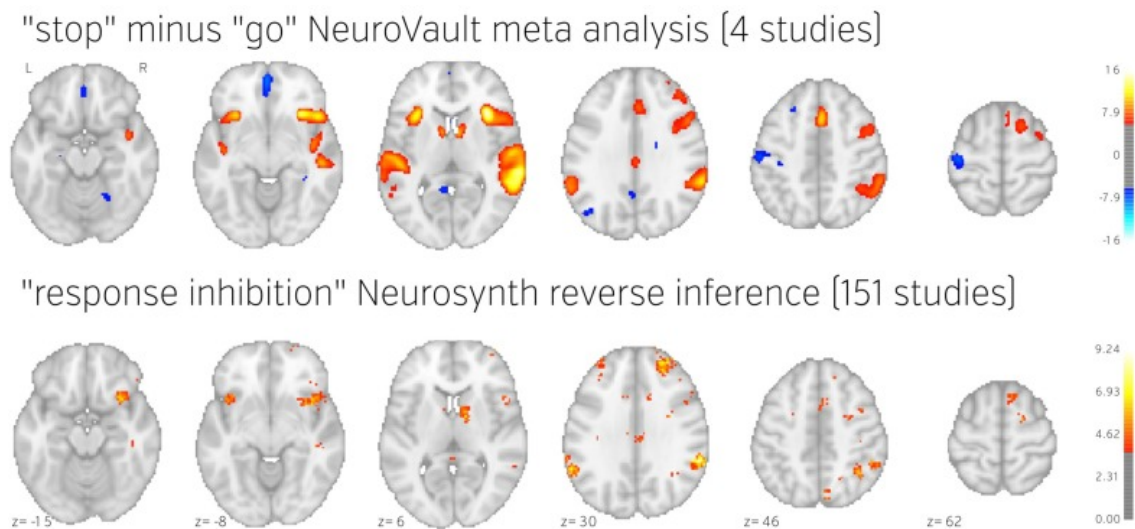 "stop" minus "go" NeuroVault meta analysis (4 studies)
L R
16
7.9
0
-7.9
-16
"response inhibition" Neurosynth reverse inference (151 studies)
9.24
6.93
4.62
2.31
0.00
z= -15 z= -8 z= 6 z= 30 z= 46 z= 62